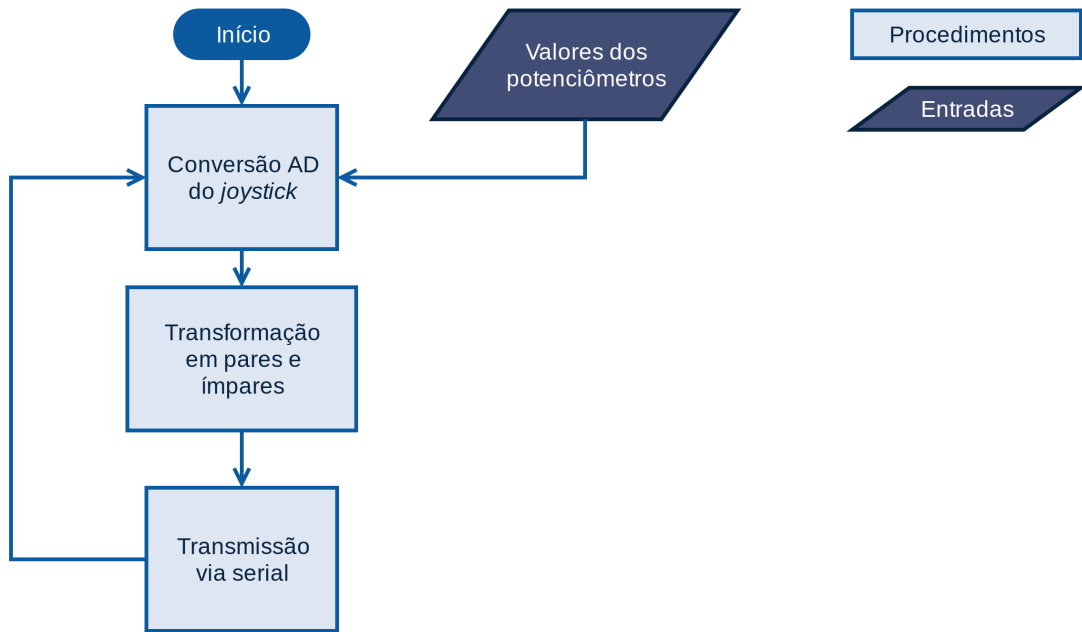 Início
Valores dos
potenciômetros
Procedimentos
Entradas
Conversão AD
do joystick
Transformação
em pares e
ímpares
Transmissão
via serial